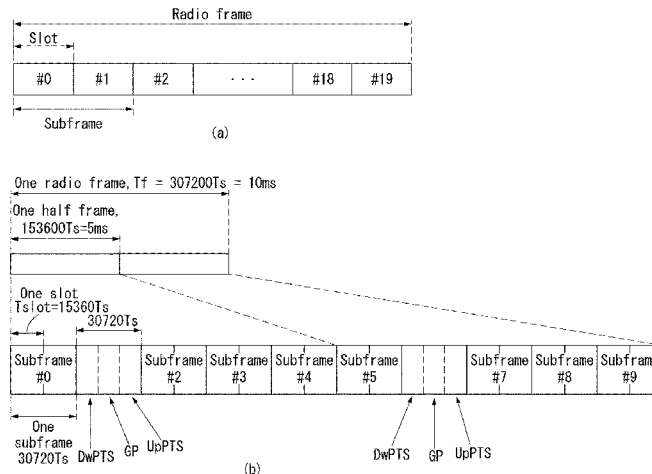 Radio frame
Slot
#0 #1 #2 ··· #18 #19
Subframe
(a)
One radio frame, Tf = 307200Ts = 10ms
One half frame,
153600Ts=5ms
One slot
Tslot=15360Ts
30720Ts
Subframe Subframe Subframe Subframe Subframe Subframe Subframe Subframe
#0 #2 #3 #4 #5 #7 #8 #9
One
subframe
30720Ts
DwPTS GP UpPTS
DwPTS GP UpPTS
(b)